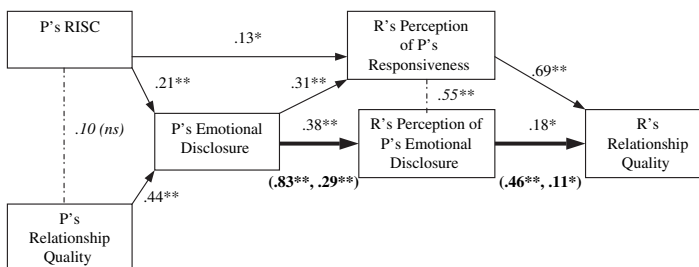 P's RISC
R's Perception
of P's
Responsiveness
.13*
.21**
.31**
.69**
.10 (ns)
.55**
P's Emotional
Disclosure
.38**
R's Perception of
P's Emotional
Disclosure
.18*
R's
Relationship
Quality
(.83**, .29**)
(.46**, .11*)
.44**
P's
Relationship
Quality